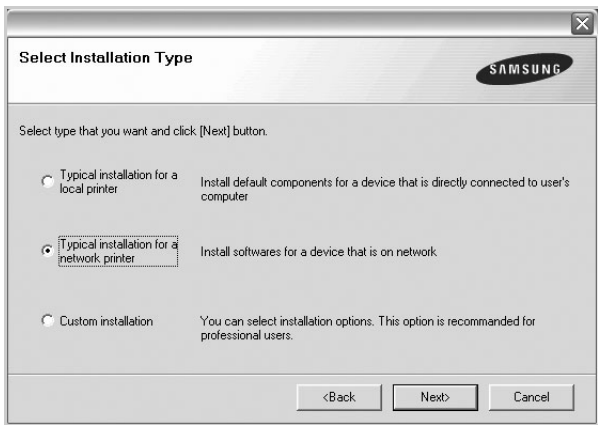 Select Installation Type
SAMSUNG
Select type that you want and click [Next] button.
Typical installation for a
local printer
Install default components for a device that is directly connected to user's
computer
Typical installation for a
network printer
Install softwares for a device that is on network
Custom installation
You can select installation options. This option is recommanded for
professional users.
<Back
Next>
Cancel